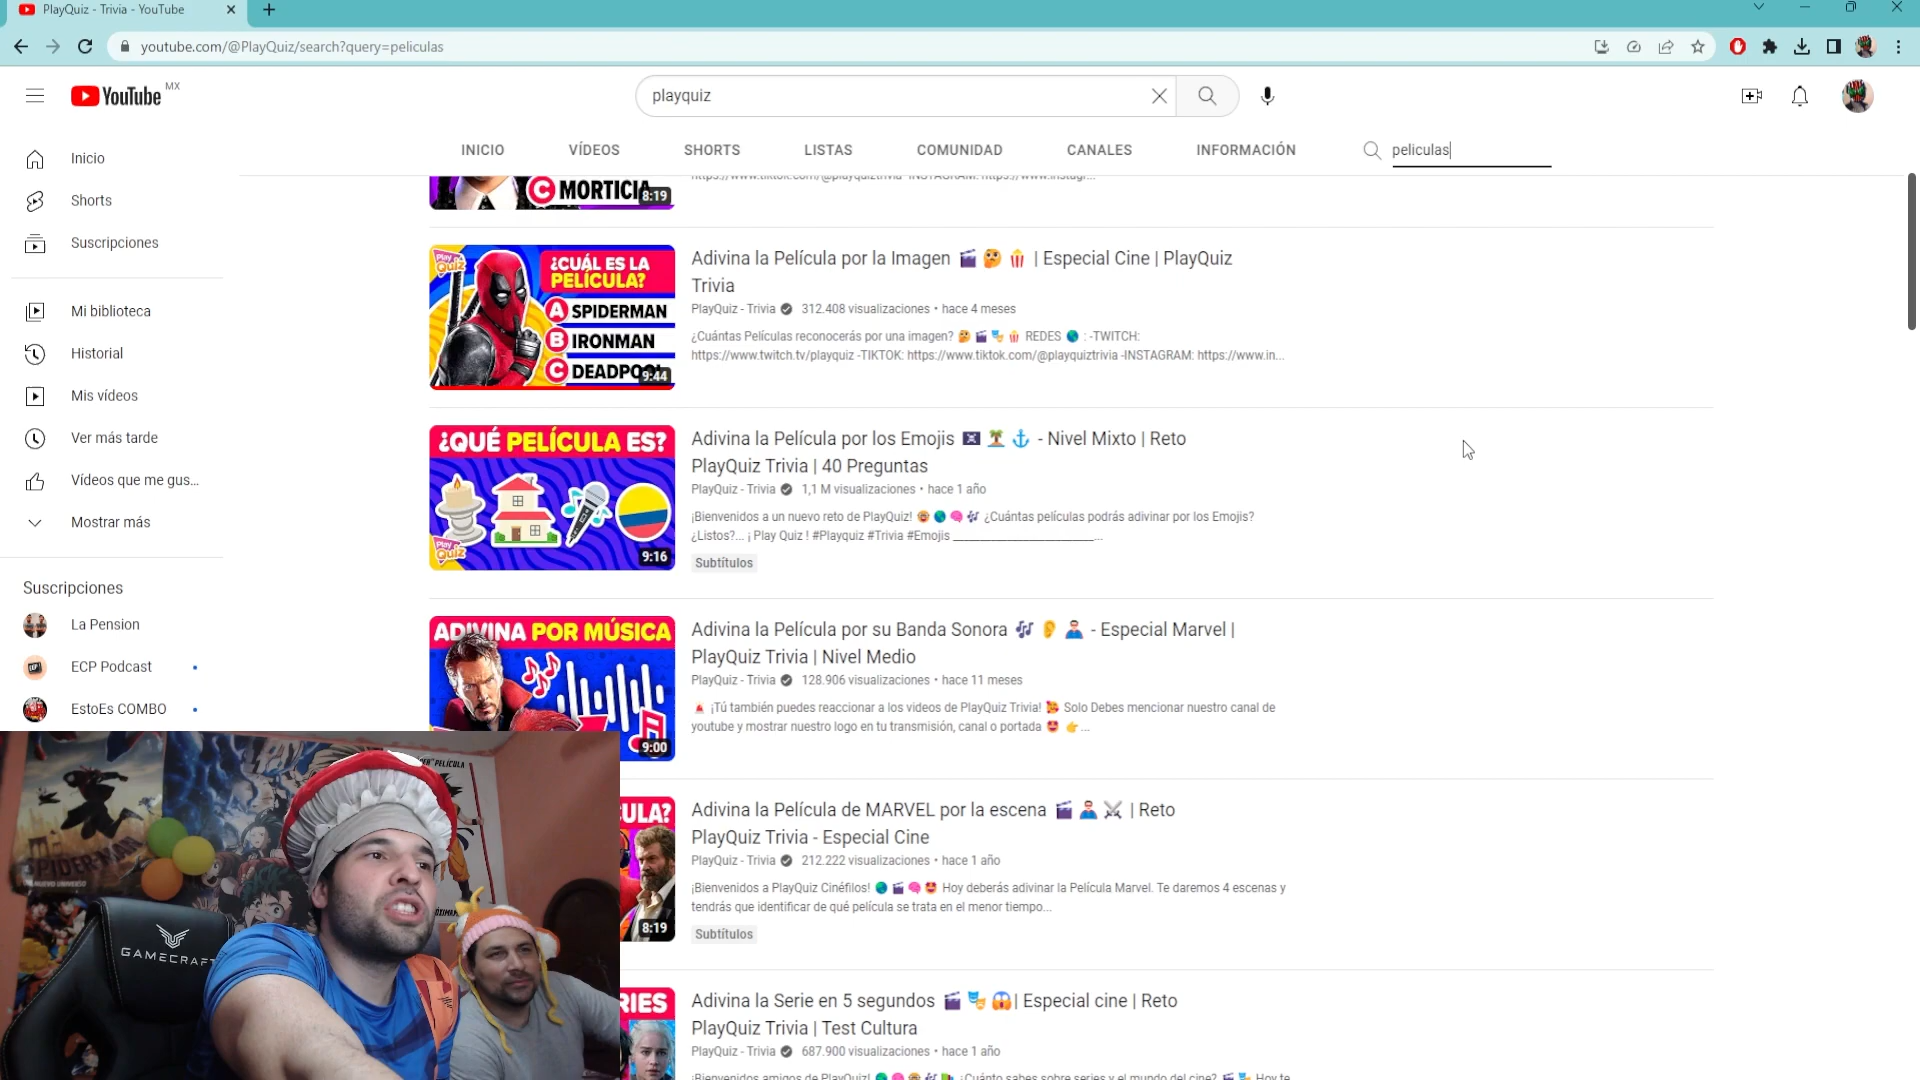 PlayQuiz - Trivia - YouTube
youtube.com/@PlayQuiz/search?query=peliculas
YouTube MX
playquiz
INICIO VÍDEOS SHORTS LISTAS COMUNIDAD CANALES INFORMACIÓN peliculas
Inicio
Shorts
Suscripciones
Mi biblioteca
Historial
Mis vídeos
Ver más tarde
Vídeos que me gus...
Mostrar más
Suscripciones
La Pension
ECP Podcast
EstoEs COMBO
C MORTICIA
8:19
Play Quiz
¿CUÁL ES LA
PELÍCULA?
A SPIDERMAN
B IRONMAN
C DEADPOOL
9:44
Adivina la Película por la Imagen 🎬 🤔 🍿 | Especial Cine | PlayQuiz
Trivia
PlayQuiz - Trivia 312.408 visualizaciones • hace 4 meses
¿Cuántas Películas reconocerás por una imagen? 🤔 🎬 🎭 🍿 REDES 🌎 : -TWITCH:
https://www.twitch.tv/playquiz -TIKTOK: https://www.tiktok.com/@playquiztrivia -INSTAGRAM: https://www.in...
¿QUÉ PELÍCULA ES?
Play Quiz
9:16
Adivina la Película por los Emojis 🏴‍☠️ 🏝️ ⚓ - Nivel Mixto | Reto
PlayQuiz Trivia | 40 Preguntas
PlayQuiz - Trivia 1,1 M visualizaciones • hace 1 año
¡Bienvenidos a un nuevo reto de PlayQuiz! 🤓 🌎 🧠 🎶 ¿Cuántas películas podrás adivinar por los Emojis?
¿Listos?... ¡ Play Quiz ! #Playquiz #Trivia #Emojis _______________________...
Subtítulos
ADIVINA POR MÚSICA
9:00
Adivina la Película por su Banda Sonora 🎶 👂 🦸‍♂️ - Especial Marvel |
PlayQuiz Trivia | Nivel Medio
PlayQuiz - Trivia 128.906 visualizaciones • hace 11 meses
🚨 ¡Tú también puedes reaccionar a los videos de PlayQuiz Trivia! 🥰 Solo Debes mencionar nuestro canal de
youtube y mostrar nuestro logo en tu transmisión, canal o portada 🤩 👉 ...
CULA?
8:19
Adivina la Película de MARVEL por la escena 🎬 🦸‍♂️ ⚔️ | Reto
PlayQuiz Trivia - Especial Cine
PlayQuiz - Trivia 212.222 visualizaciones • hace 1 año
¡Bienvenidos a PlayQuiz Cinéfilos! 🌎 🎬 🧠 🤩 Hoy deberás adivinar la Película Marvel. Te daremos 4 escenas y
tendrás que identificar de qué película se trata en el menor tiempo...
Subtítulos
RIES
Adivina la Serie en 5 segundos 🎬 🎭 😱| Especial cine | Reto
PlayQuiz Trivia | Test Cultura
PlayQuiz - Trivia 687.900 visualizaciones • hace 1 año
PELÍCULA
SPIDER-MAN
GAMECRAFT